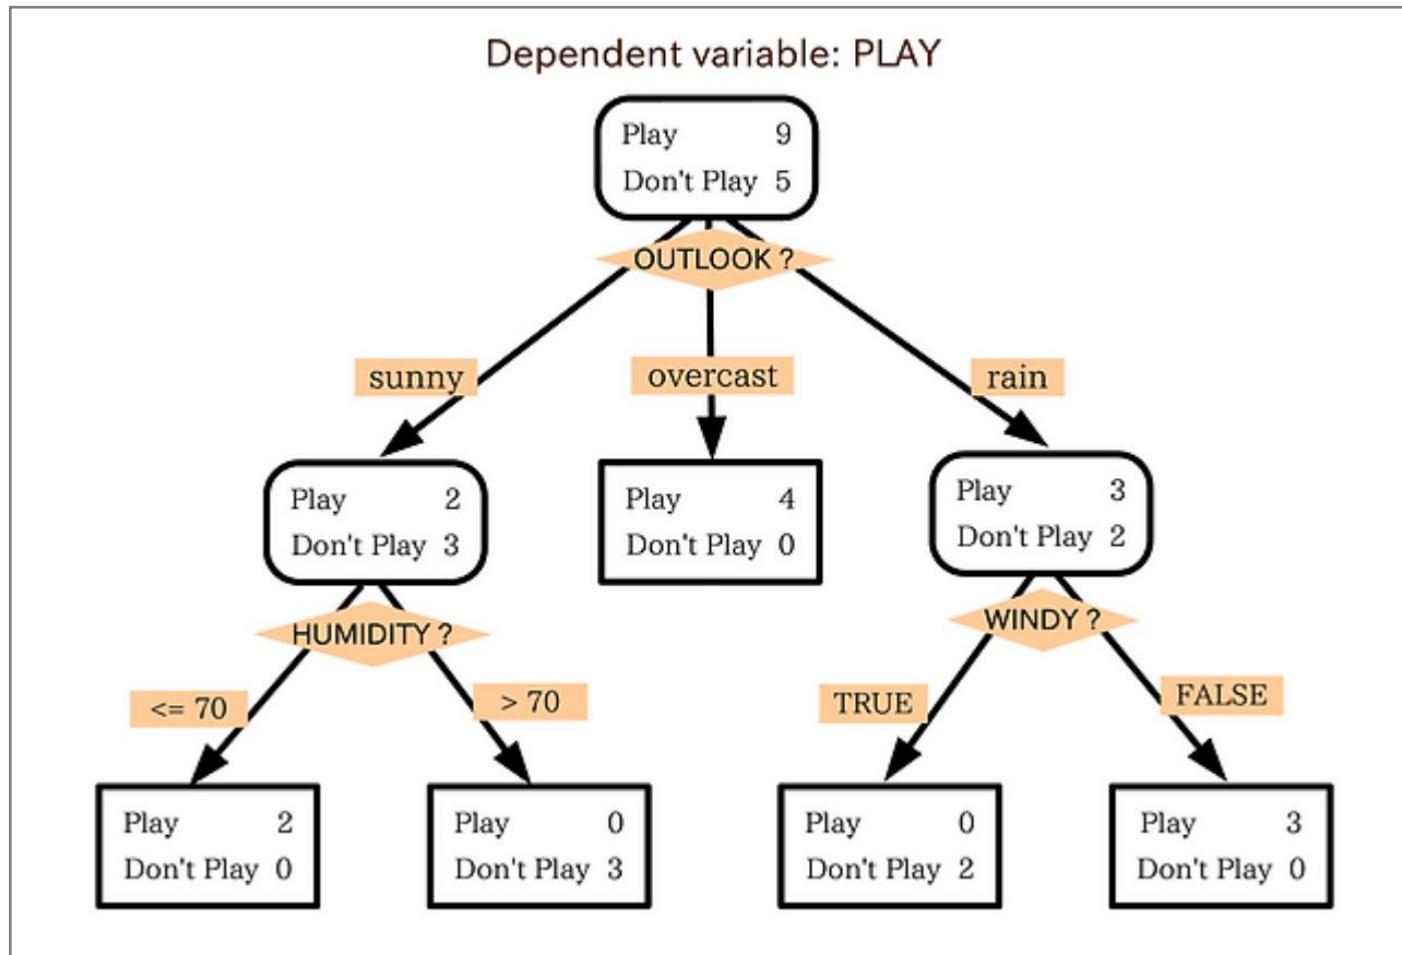 Dependent variable: PLAY
Play 9
Don't Play 5
OUTLOOK ?
sunny
overcast
rain
Play 2
Don't Play 3
Play 4
Don't Play 0
Play 3
Don't Play 2
HUMIDITY ?
WINDY ?
<= 70
> 70
TRUE
FALSE
Play 2
Don't Play 0
Play 0
Don't Play 3
Play 0
Don't Play 2
Play 3
Don't Play 0